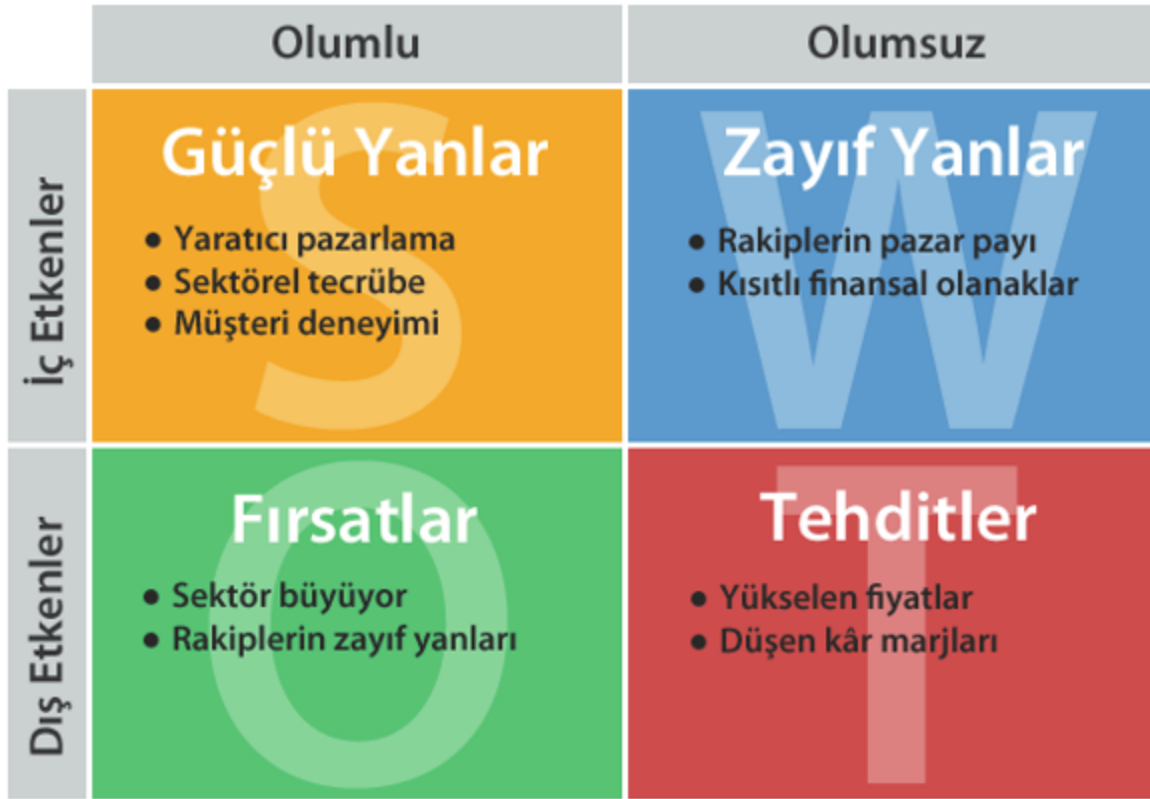 Olumlu
Olumsuz
İç Etkenler
S
Güçlü Yanlar
• Yaratıcı pazarlama
• Sektörel tecrübe
• Müşteri deneyimi
W
Zayıf Yanlar
• Rakiplerin pazar payı
• Kısıtlı finansal olanaklar
Dış Etkenler
O
Fırsatlar
• Sektör büyüyor
• Rakiplerin zayıf yanları
T
Tehditler
• Yükselen fiyatlar
• Düşen kâr marjları